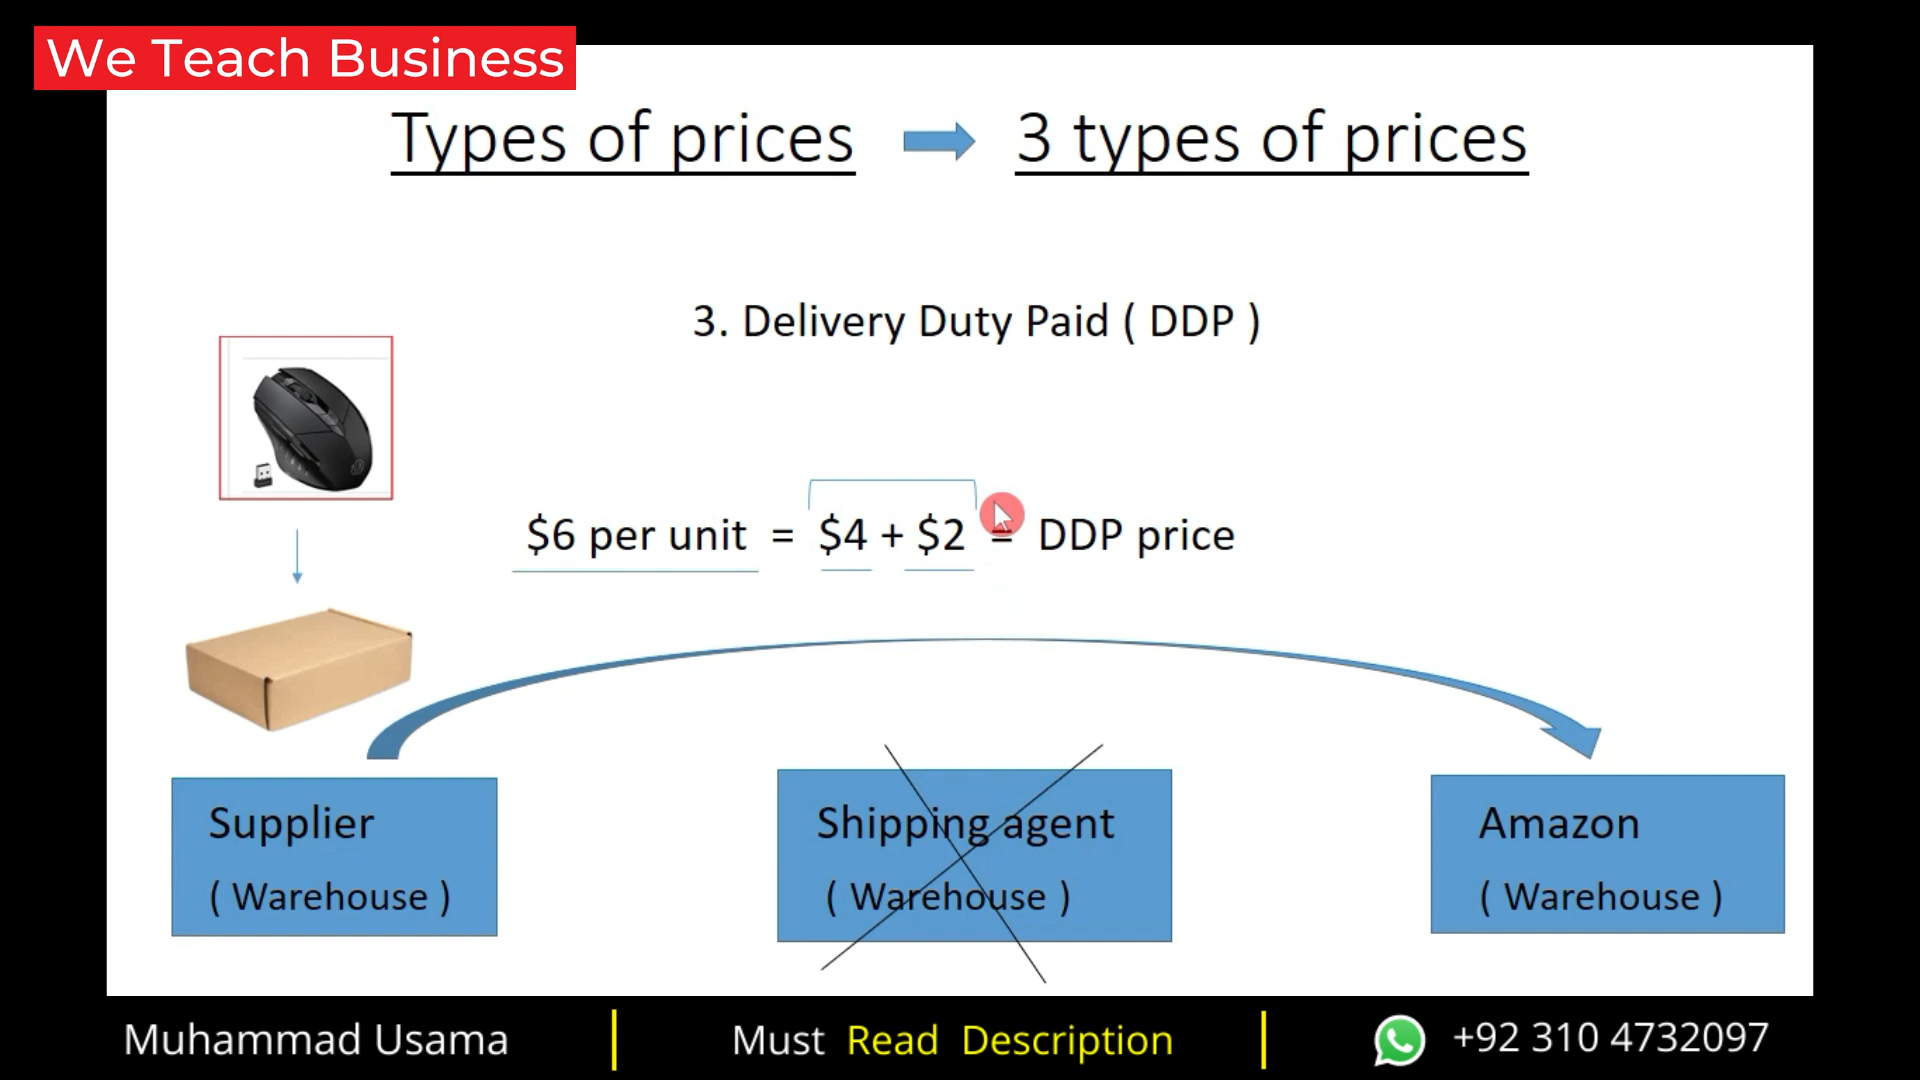 We Teach Business
Types of prices 3 types of prices
3. Delivery Duty Paid ( DDP )
$6 per unit = $4 + $2 = DDP price
Supplier
( Warehouse )
Shipping agent
( Warehouse )
Amazon
( Warehouse )
Muhammad Usama | Must Read Description | +92 310 4732097